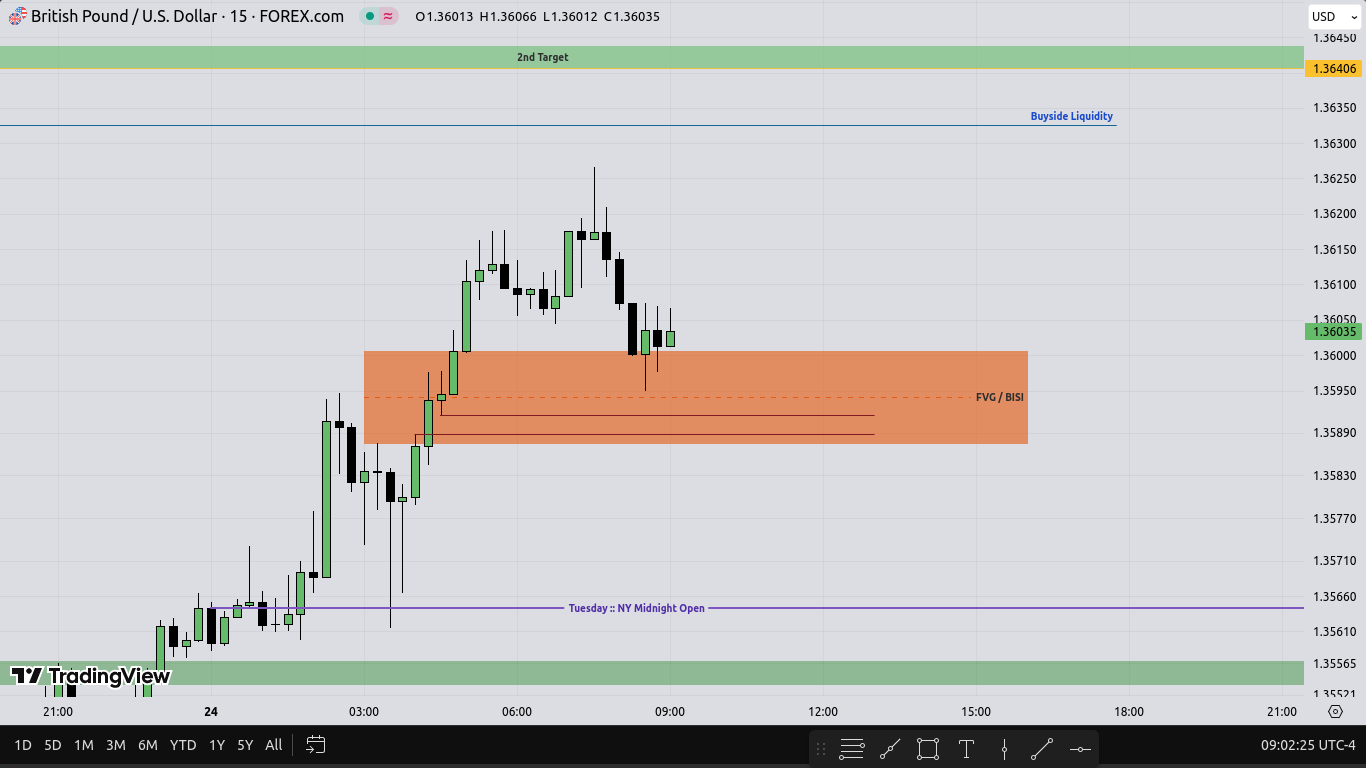 British Pound / U.S. Dollar · 15 · FOREX.com
O1.36013 H1.36066 L1.36012 C1.36035
USD
1.36450
2nd Target
1.36406
1.36350
Buyside Liquidity
1.36300
1.36250
1.36200
1.36150
1.36100
1.36050
1.36035
1.36000
1.35950
FVG / BISI
1.35890
1.35830
1.35770
1.35710
1.35660
Tuesday :: NY Midnight Open
1.35610
1.35565
TradingView
1.35521
21:00 24 03:00 06:00 09:00 12:00 15:00 18:00 21:00
1D 5D 1M 3M 6M YTD 1Y 5Y All
09:02:25 UTC-4